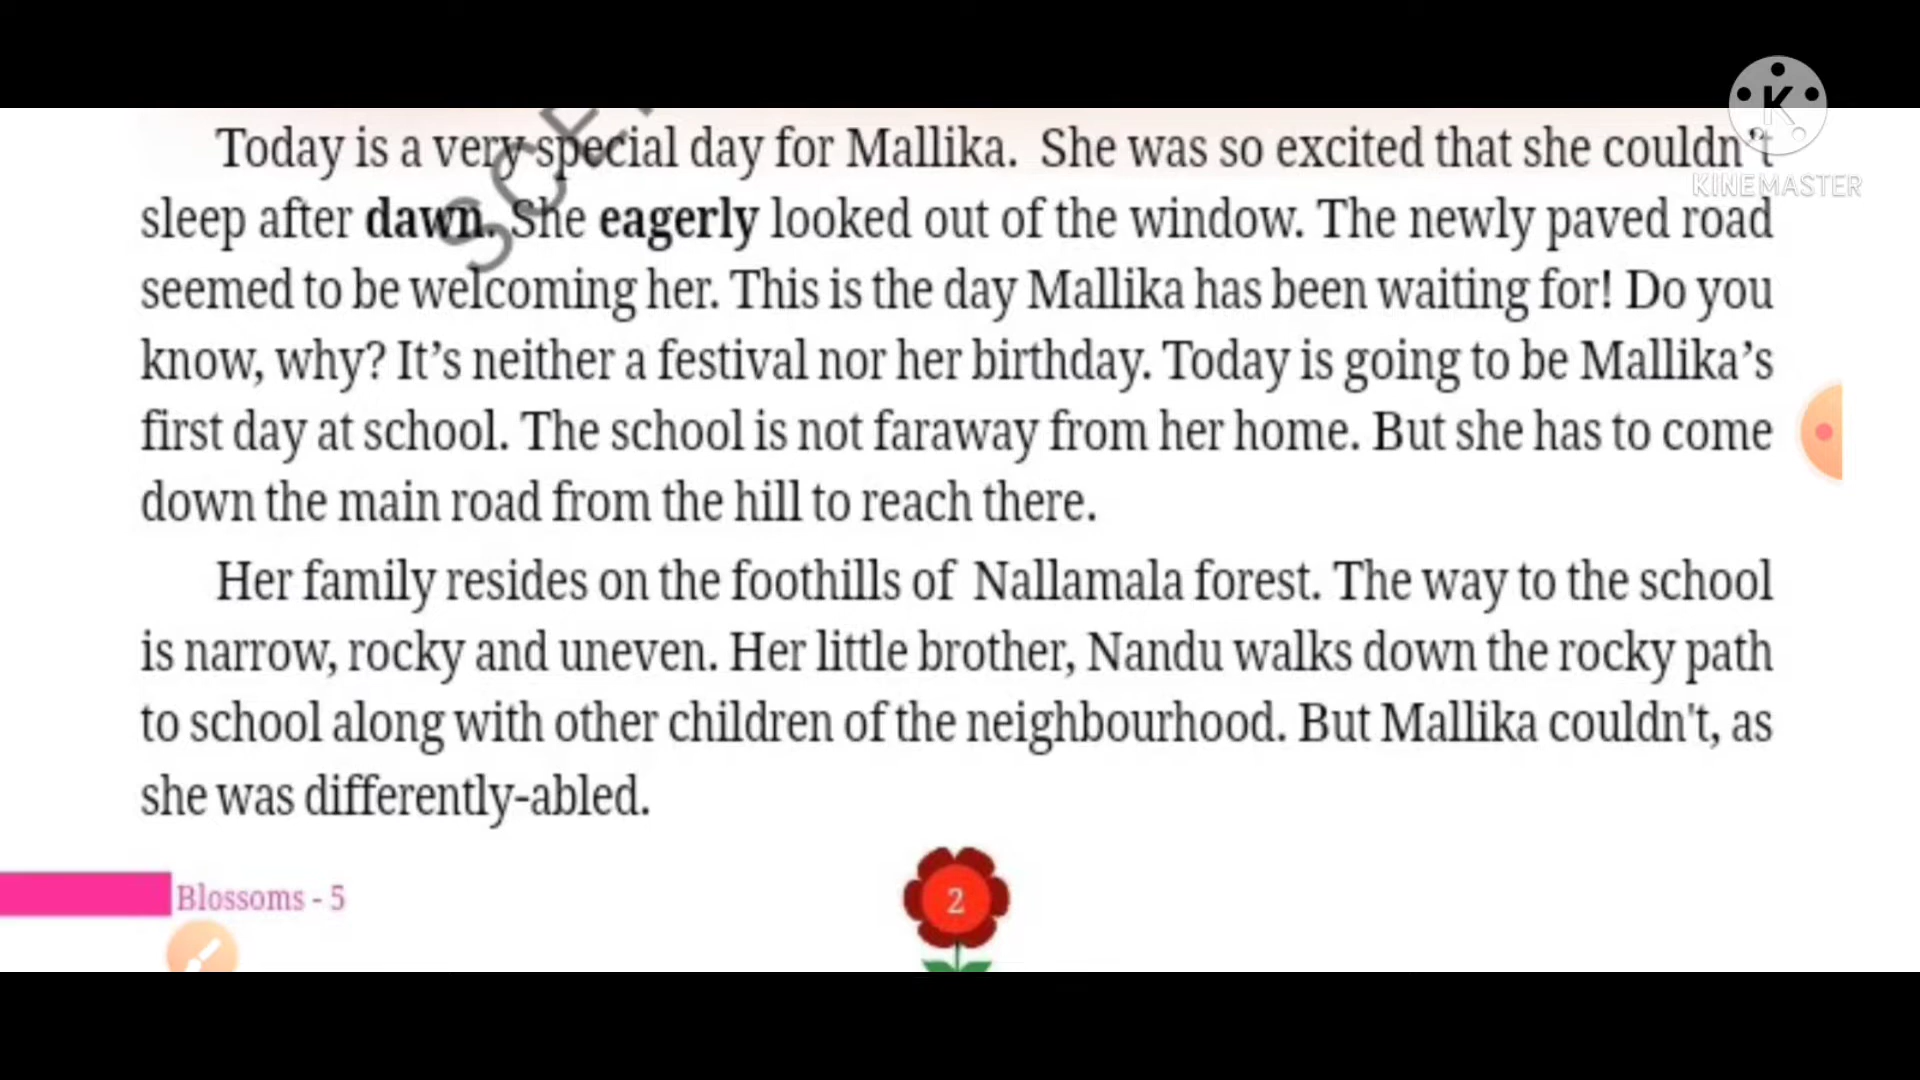 Today is a very special day for Mallika. She was so excited that she couldn't
sleep after dawn. She eagerly looked out of the window. The newly paved road
seemed to be welcoming her. This is the day Mallika has been waiting for! Do you
know, why? It’s neither a festival nor her birthday. Today is going to be Mallika’s
first day at school. The school is not faraway from her home. But she has to come
down the main road from the hill to reach there.
Her family resides on the foothills of Nallamala forest. The way to the school
is narrow, rocky and uneven. Her little brother, Nandu walks down the rocky path
to school along with other children of the neighbourhood. But Mallika couldn't, as
she was differently-abled.
Blossoms - 5
2
K
KINEMASTER